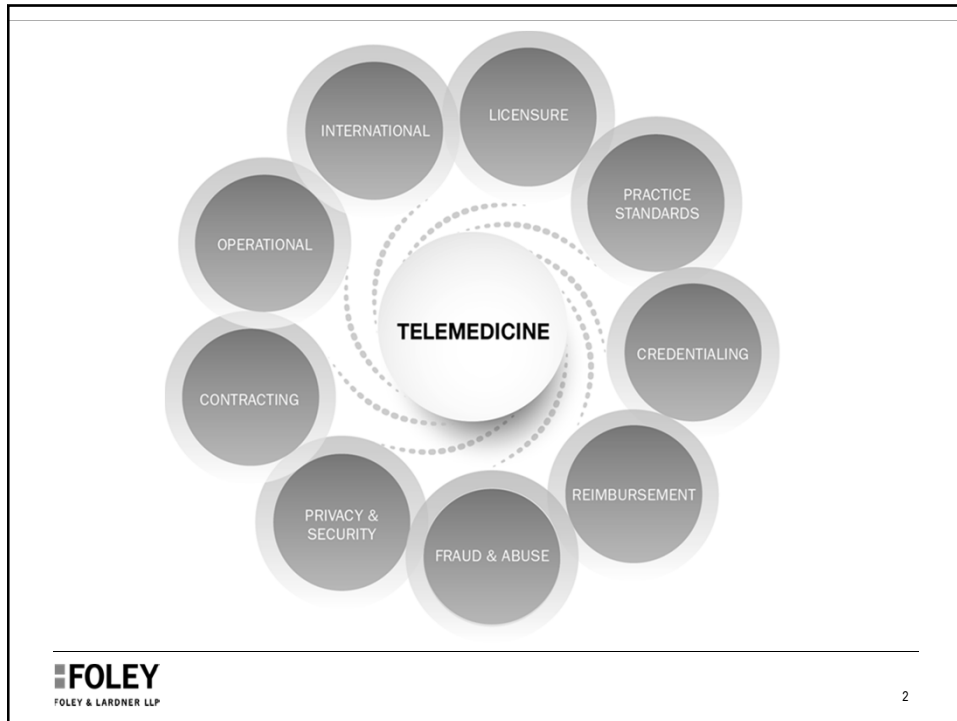 INTERNATIONAL
LICENSURE
PRACTICE
STANDARDS
OPERATIONAL
TELEMEDICINE
CREDENTIALING
CONTRACTING
REIMBURSEMENT
PRIVACY &
SECURITY
FRAUD & ABUSE
FOLEY
FOLEY & LARDNER LLP
2